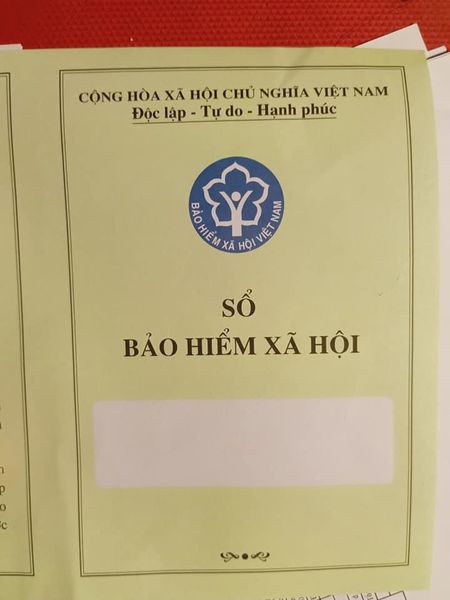 CỘNG HÒA XÃ HỘI CHỦ NGHĨA VIỆT NAM
Độc lập - Tự do - Hạnh phúc
BẢO HIỂM XÃ HỘI VIỆT NAM
SỔ
BẢO HIỂM XÃ HỘI